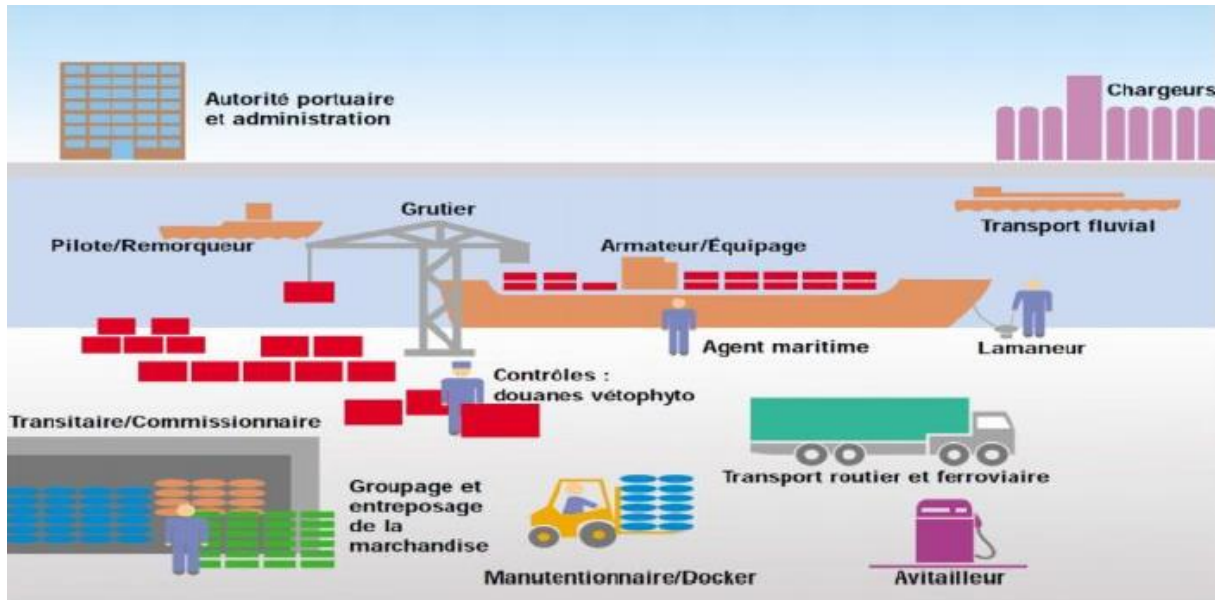 Autorité portuaire
et administration
Chargeurs
Grutier
Pilote/Remorqueur
Armateur/Équipage
Transport fluvial
Agent maritime
Lamaneur
Contrôles :
douanes vétophyto
Transitaire/Commissionnaire
Transport routier et ferroviaire
Groupage et
entreposage
de la
marchandise
Manutentionnaire/Docker
Avitailleur